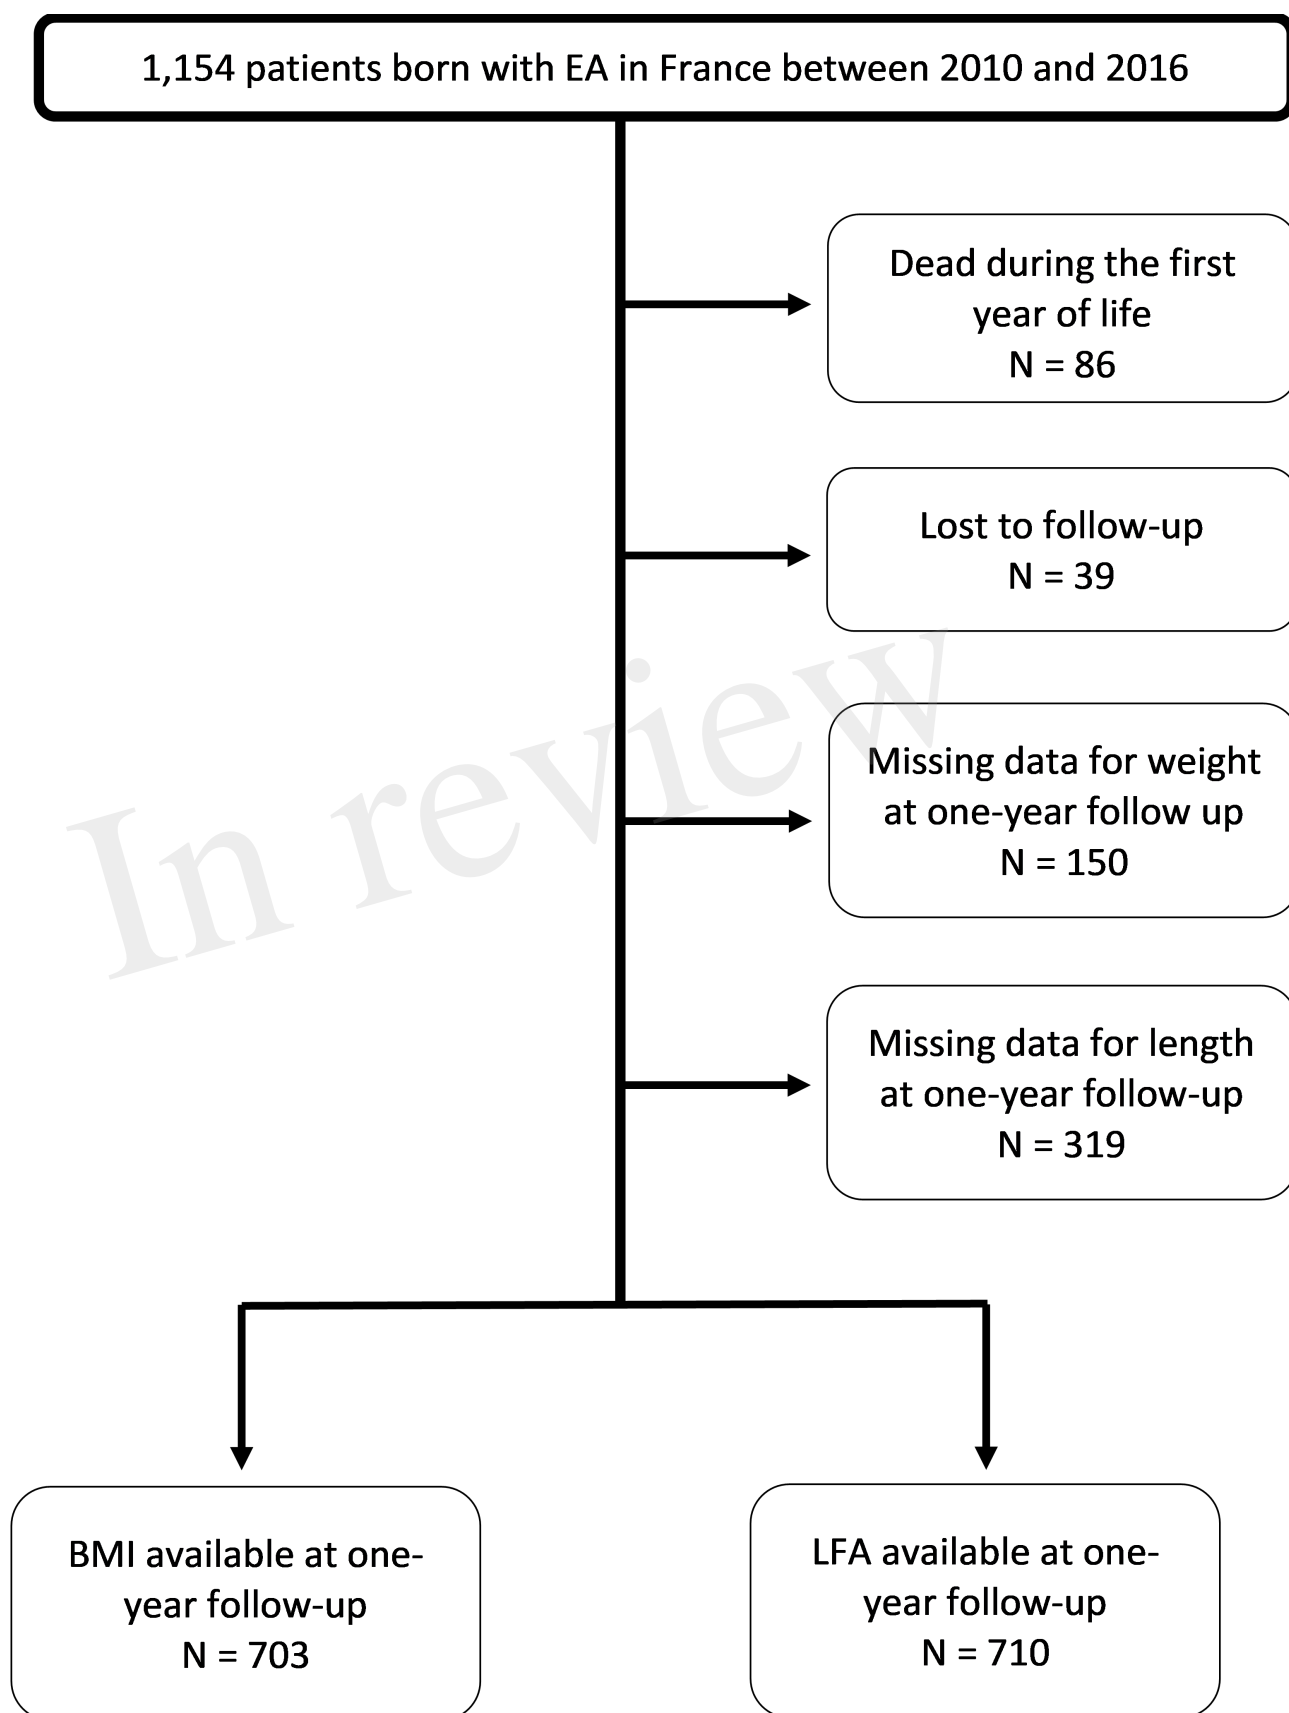 1,154 patients born with EA in France between 2010 and 2016
Dead during the first
year of life
N = 86
Lost to follow-up
N = 39
In review
Missing data for weight
at one-year follow up
N = 150
Missing data for length
at one-year follow-up
N = 319
BMI available at one-
year follow-up
N = 703
LFA available at one-
year follow-up
N = 710